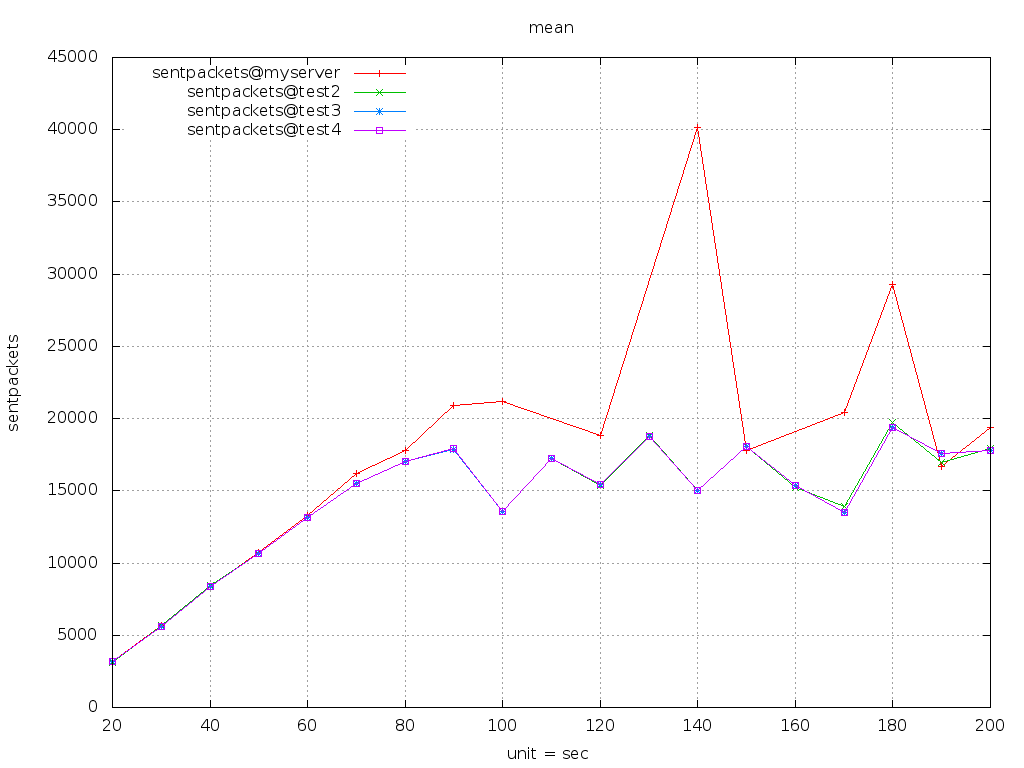 mean
45000
40000
35000
30000
25000
20000
15000
10000
5000
0
sentpackets
sentpackets@myserver
sentpackets@test2
sentpackets@test3
sentpackets@test4
20 40 60 80 100 120 140 160 180 200
unit = sec